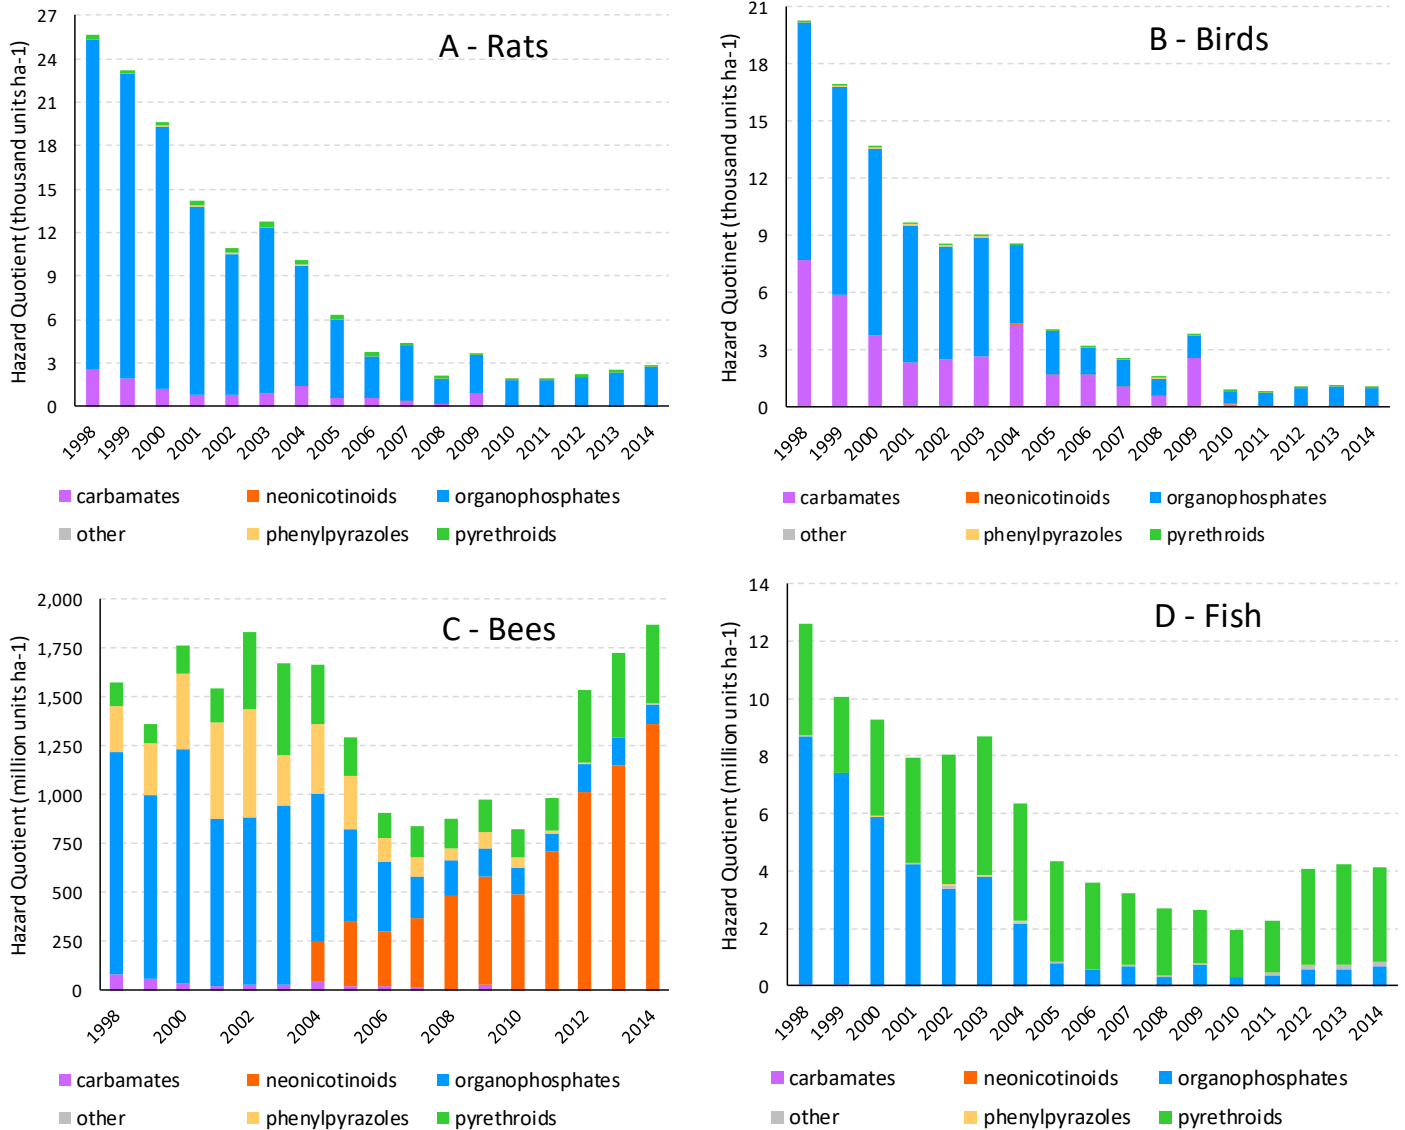 A - Rats
Hazard Quotient (thousand units ha-1)
27
24
21
18
15
12
9
6
3
0
1998 1999 2000 2001 2002 2003 2004 2005 2006 2007 2008 2009 2010 2011 2012 2013 2014
carbamates neonicotinoids organophosphates
other phenylpyrazoles pyrethroids
B - Birds
Hazard Quotinet (thousand units ha-1)
21
18
15
12
9
6
3
0
1998 1999 2000 2001 2002 2003 2004 2005 2006 2007 2008 2009 2010 2011 2012 2013 2014
carbamates neonicotinoids organophosphates
other phenylpyrazoles pyrethroids
C - Bees
Hazard Quotient (million units ha-1)
2,000
1,750
1,500
1,250
1,000
750
500
250
0
1998 2000 2002 2004 2006 2008 2010 2012 2014
carbamates neonicotinoids organophosphates
other phenylpyrazoles pyrethroids
D - Fish
Hazard Quotient (million units ha-1)
14
12
10
8
6
4
2
0
1998 1999 2000 2001 2002 2003 2004 2005 2006 2007 2008 2009 2010 2011 2012 2013 2014
carbamates neonicotinoids organophosphates
other phenylpyrazoles pyrethroids